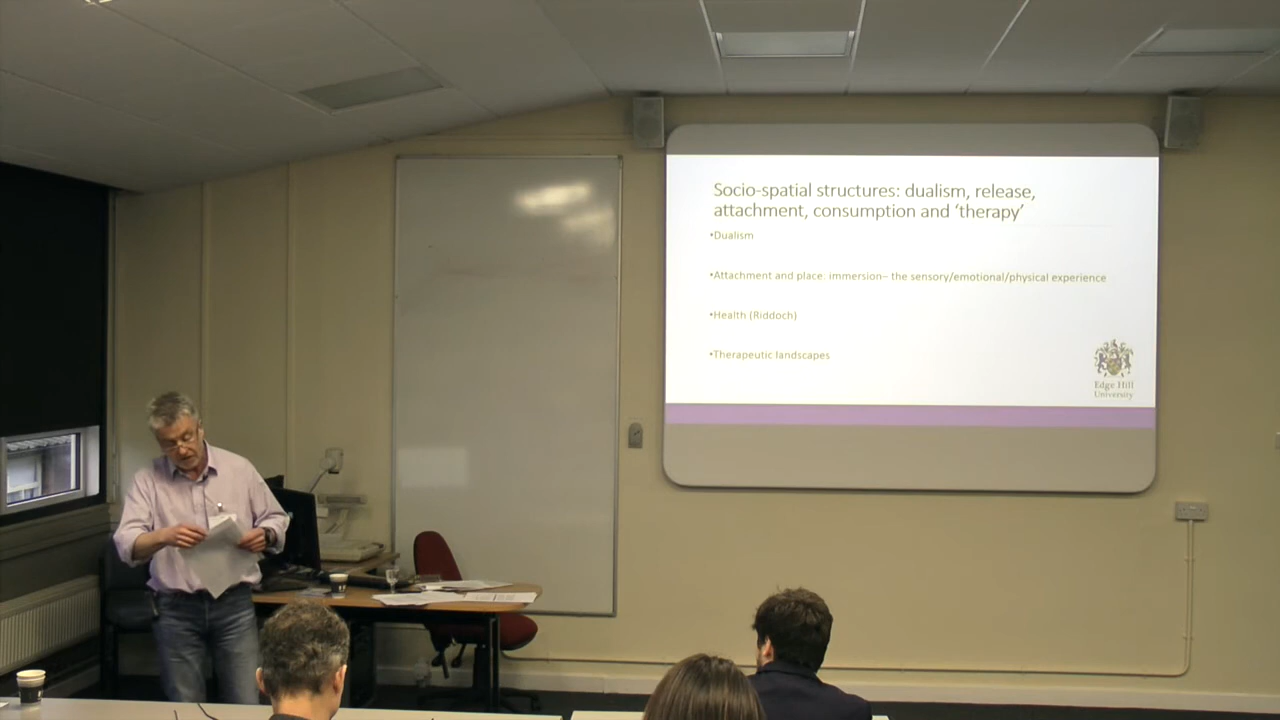 Socio-spatial structures: dualism, release,
attachment, consumption and ‘therapy’
•Dualism
•Attachment and place: immersion– the sensory/emotional/physical experience
•Health (Riddoch)
•Therapeutic landscapes
Edge Hill
University